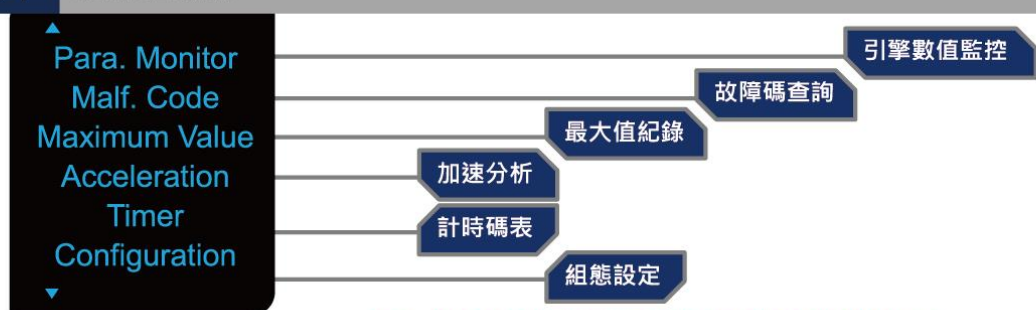 Para. Monitor
引擎數值監控
Malf. Code
故障碼查詢
Maximum Value
最大值紀錄
Acceleration
加速分析
Timer
計時碼表
Configuration
組態設定